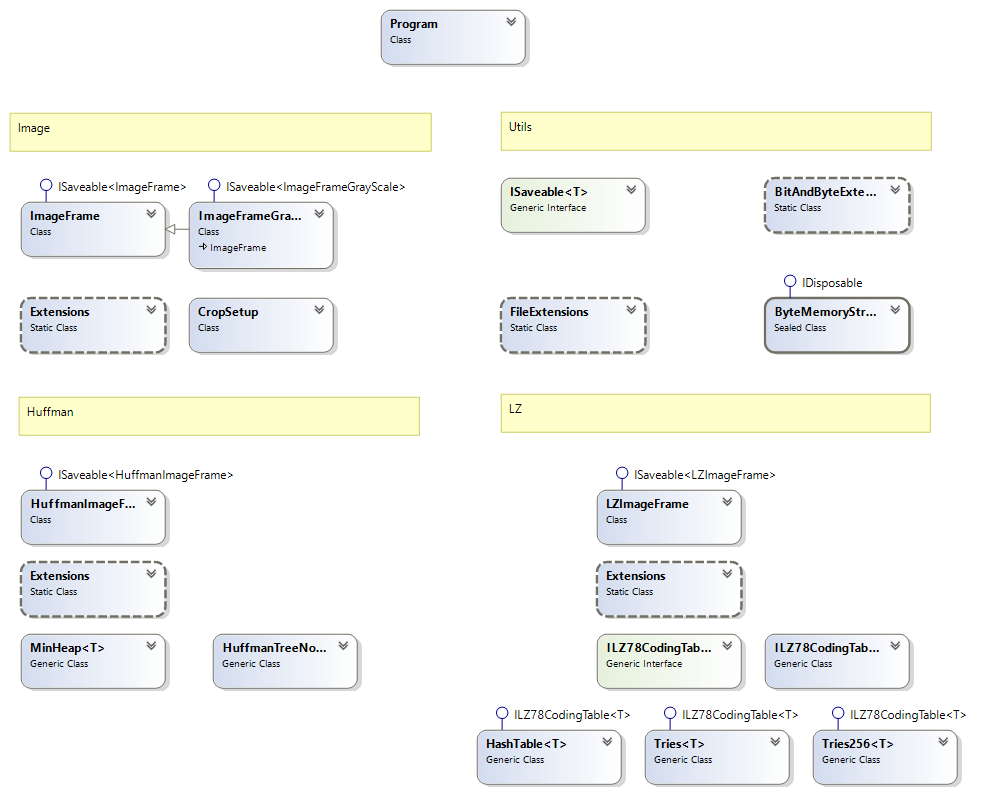 Program
Class
Image
Utils
ISaveable<ImageFrame>
ISaveable<ImageFrameGrayScale>
ImageFrame
Class
ImageFrameGra...
Class
ImageFrame
ISaveable<T>
Generic Interface
BitAndByteExte...
Static Class
Extensions
Static Class
CropSetup
Class
FileExtensions
Static Class
IDisposable
ByteMemoryStr...
Sealed Class
Huffman
LZ
ISaveable<HuffmanImageFrame>
HuffmanImageF...
Class
ISaveable<LZImageFrame>
LZImageFrame
Class
Extensions
Static Class
Extensions
Static Class
MinHeap<T>
Generic Class
HuffmanTreeNo...
Generic Class
ILZ78CodingTab...
Generic Interface
ILZ78CodingTab...
Generic Class
ILZ78CodingTable<T>
ILZ78CodingTable<T>
ILZ78CodingTable<T>
HashTable<T>
Generic Class
Tries<T>
Generic Class
Tries256<T>
Generic Class